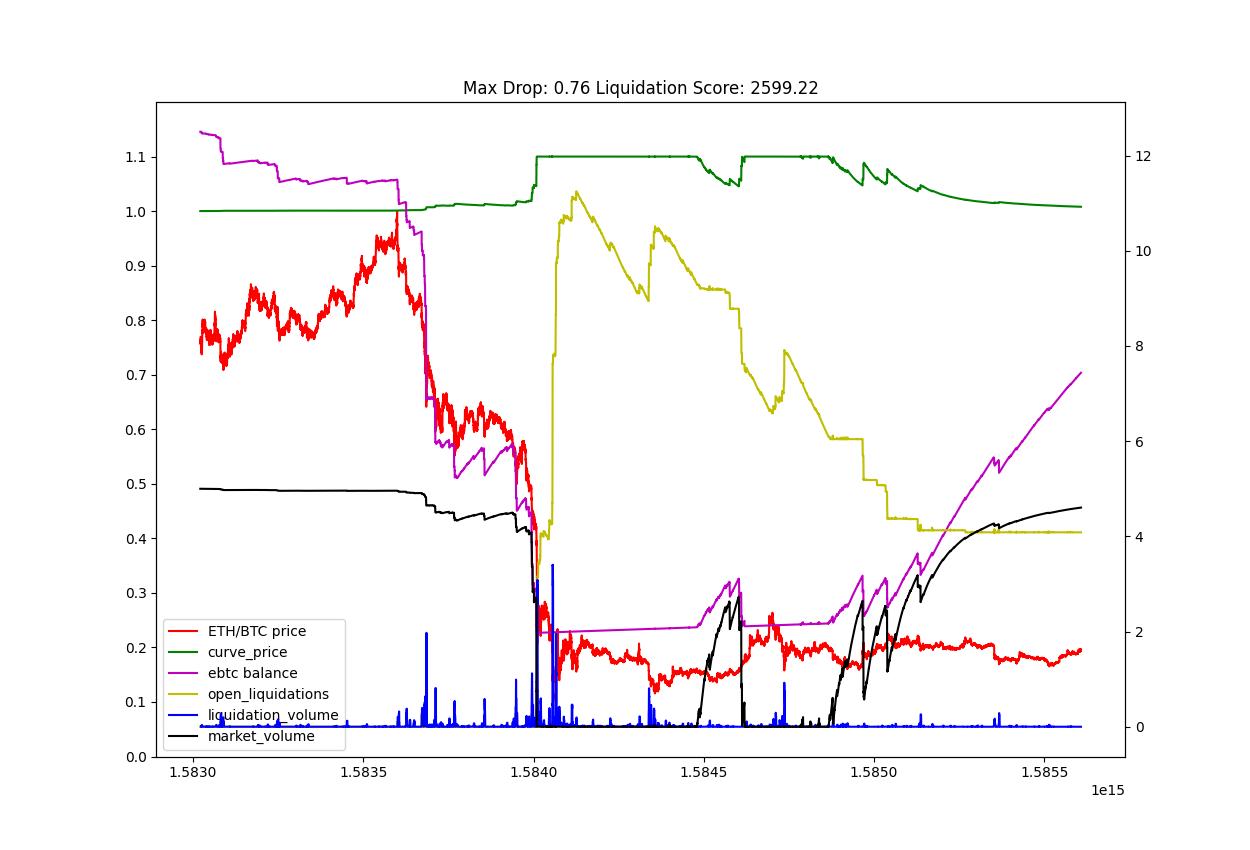 Max Drop: 0.76 Liquidation Score: 2599.22
1.1
1.0
0.9
0.8
0.7
0.6
0.5
0.4
0.3
0.2
0.1
0.0
12
10
8
6
4
2
0
ETH/BTC price
curve_price
ebtc balance
open_liquidations
liquidation_volume
market_volume
1.5830 1.5835 1.5840 1.5845 1.5850 1.5855
1e15